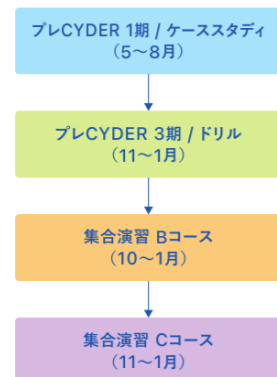 プレCYDER 1期 / ケーススタディ
（5～8月）
プレCYDER 3期 / ドリル
（11～1月）
集合演習 Bコース
（10～1月）
集合演習 Cコース
（11～1月）